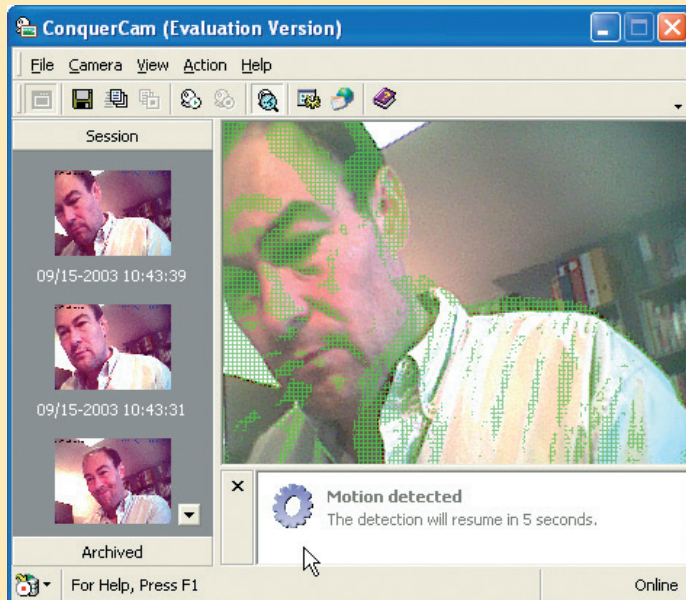 ConquerCam (Evaluation Version)
File Camera View Action Help
Session
09/15-2003 10:43:39
09/15-2003 10:43:31
Archived
Motion detected
The detection will resume in 5 seconds.
For Help, Press F1
Online